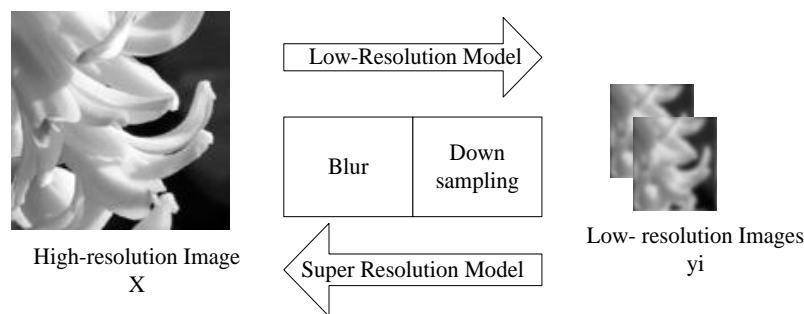 Low-Resolution Model
Blur
Down
sampling
High-resolution Image
X
Super Resolution Model
Low- resolution Images
yi